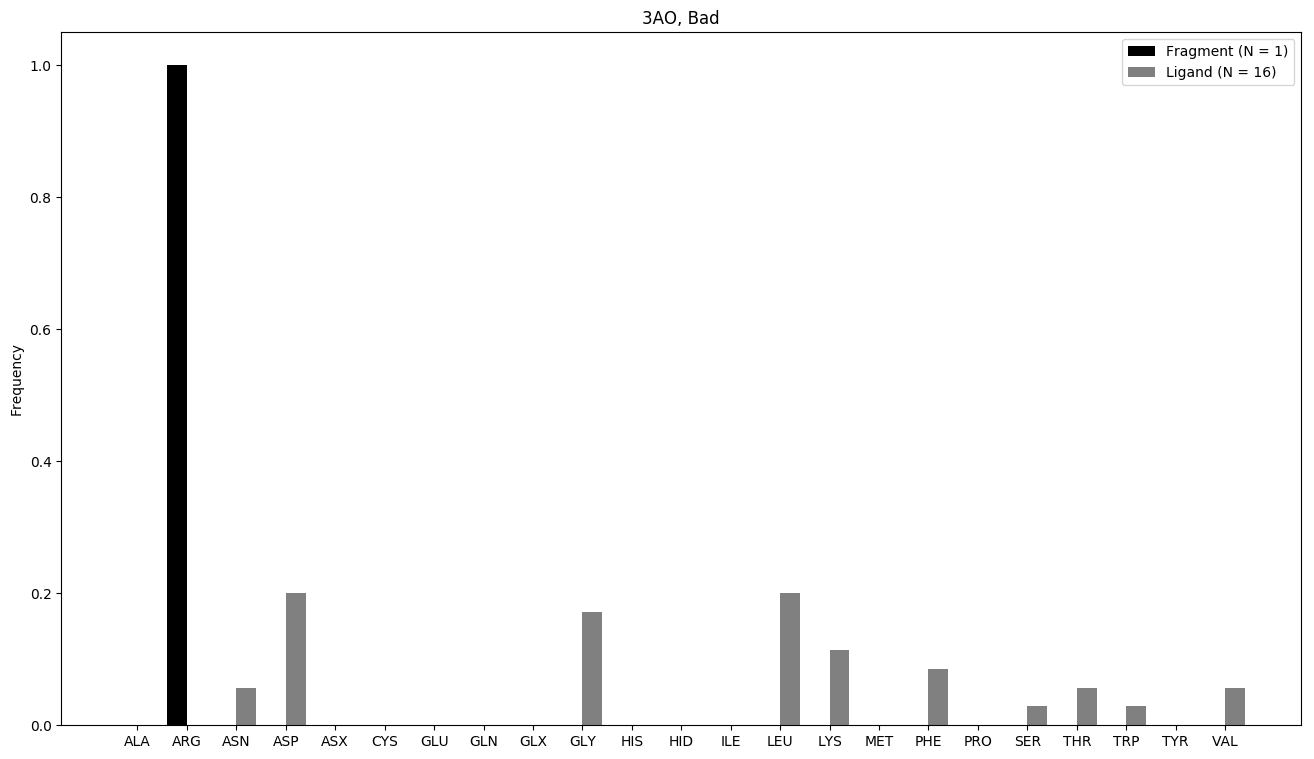 3AO, Bad
Fragment (N = 1)
Ligand (N = 16)
1.0
0.8
0.6
0.4
0.2
0.0
Frequency
ALA ARG ASN ASP ASX CYS GLU GLN GLX GLY HIS HID ILE LEU LYS MET PHE PRO SER THR TRP TYR VAL